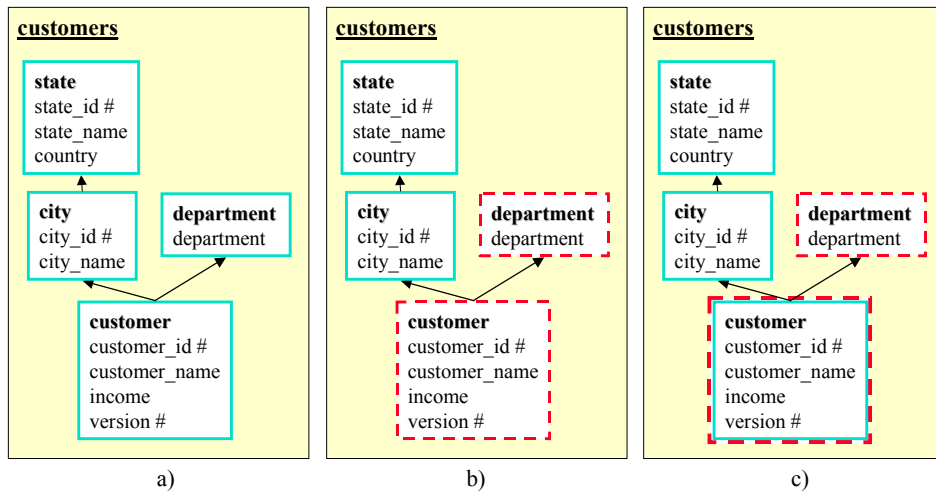 customers
state
state_id #
state_name
country
city
city_id #
city_name
department
department
customer
customer_id #
customer_name
income
version #
a)
customers
state
state_id #
state_name
country
city
city_id #
city_name
department
department
customer
customer_id #
customer_name
income
version #
b)
customers
state
state_id #
state_name
country
city
city_id #
city_name
department
department
customer
customer_id #
customer_name
income
version #
c)